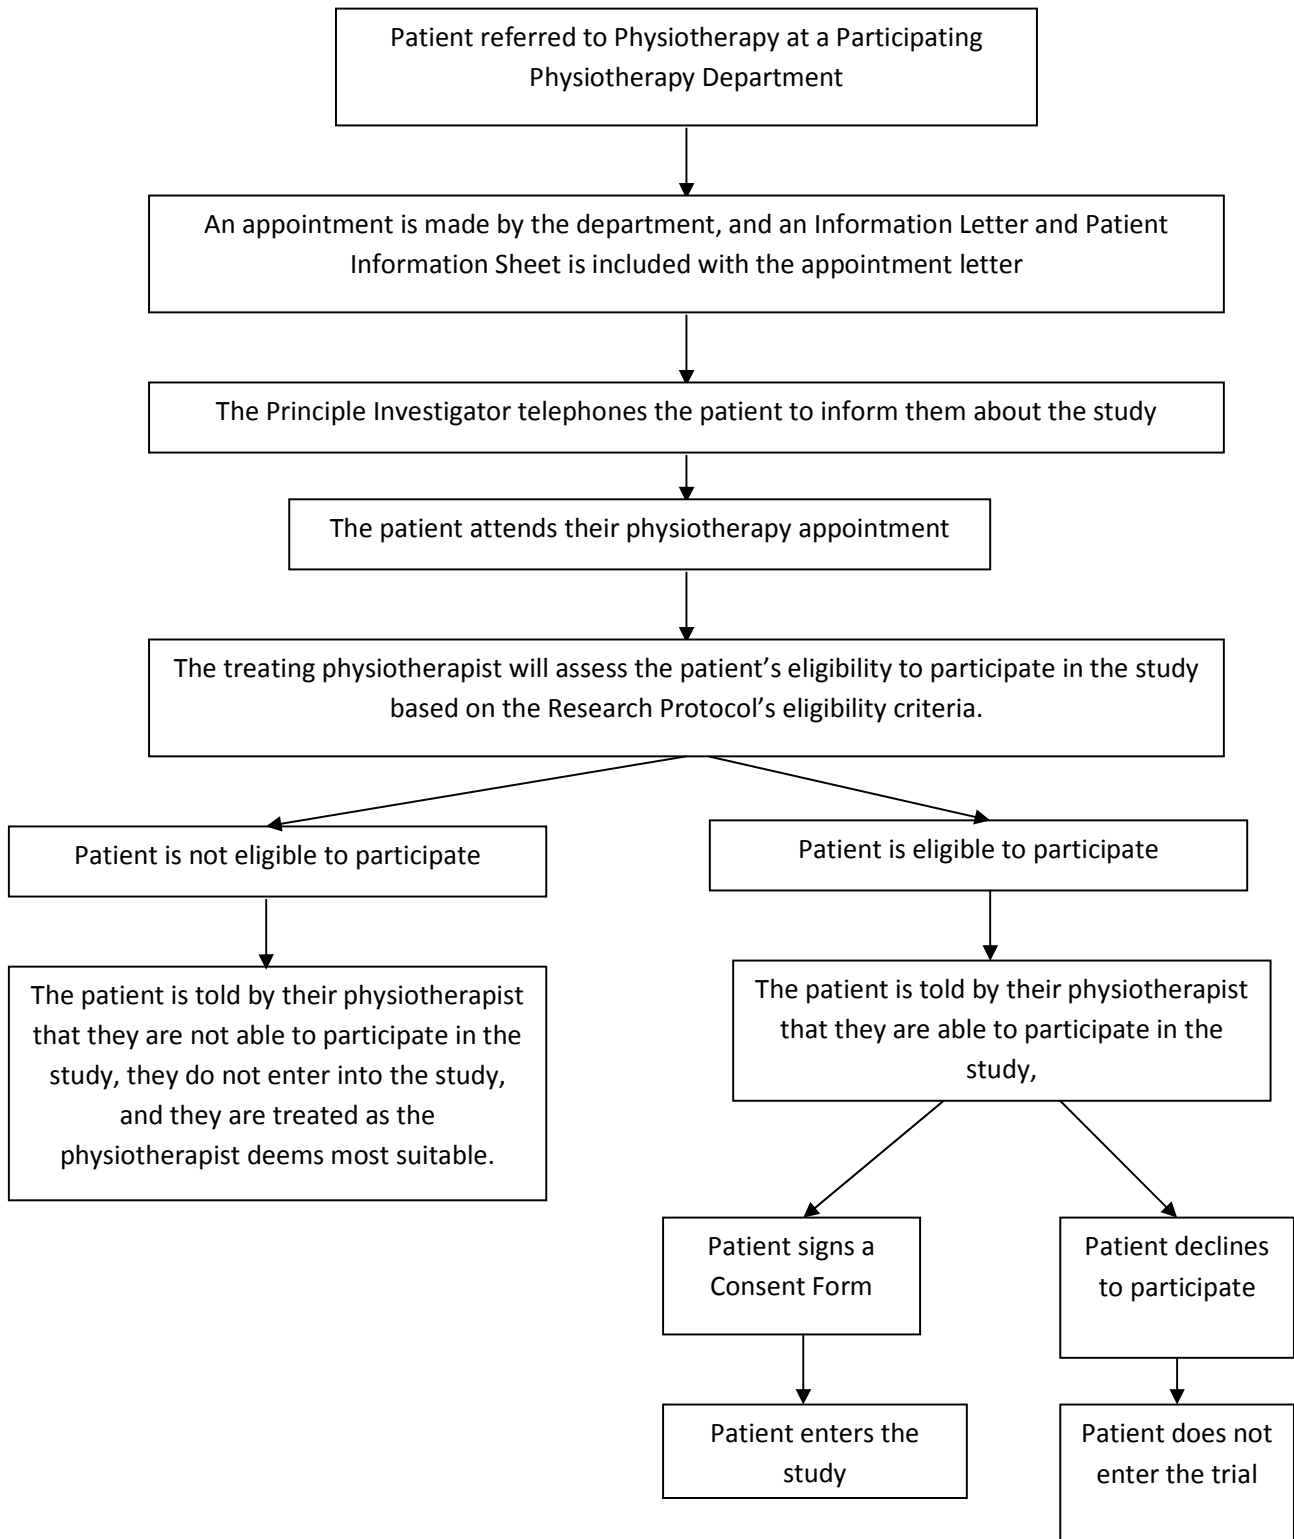 Patient referred to Physiotherapy at a Participating
Physiotherapy Department
An appointment is made by the department, and an Information Letter and Patient
Information Sheet is included with the appointment letter
The Principle Investigator telephones the patient to inform them about the study
The patient attends their physiotherapy appointment
The treating physiotherapist will assess the patient’s eligibility to participate in the study
based on the Research Protocol’s eligibility criteria.
Patient is not eligible to participate
Patient is eligible to participate
The patient is told by their physiotherapist
that they are not able to participate in the
study, they do not enter into the study,
and they are treated as the
physiotherapist deems most suitable.
The patient is told by their physiotherapist
that they are able to participate in the
study,
Patient signs a
Consent Form
Patient declines
to participate
Patient enters the
study
Patient does not
enter the trial